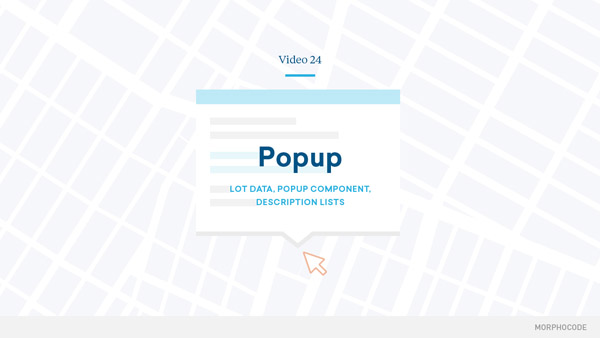 Video 24
Popup
LOT DATA, POPUP COMPONENT,
DESCRIPTION LISTS
MORPHOCODE